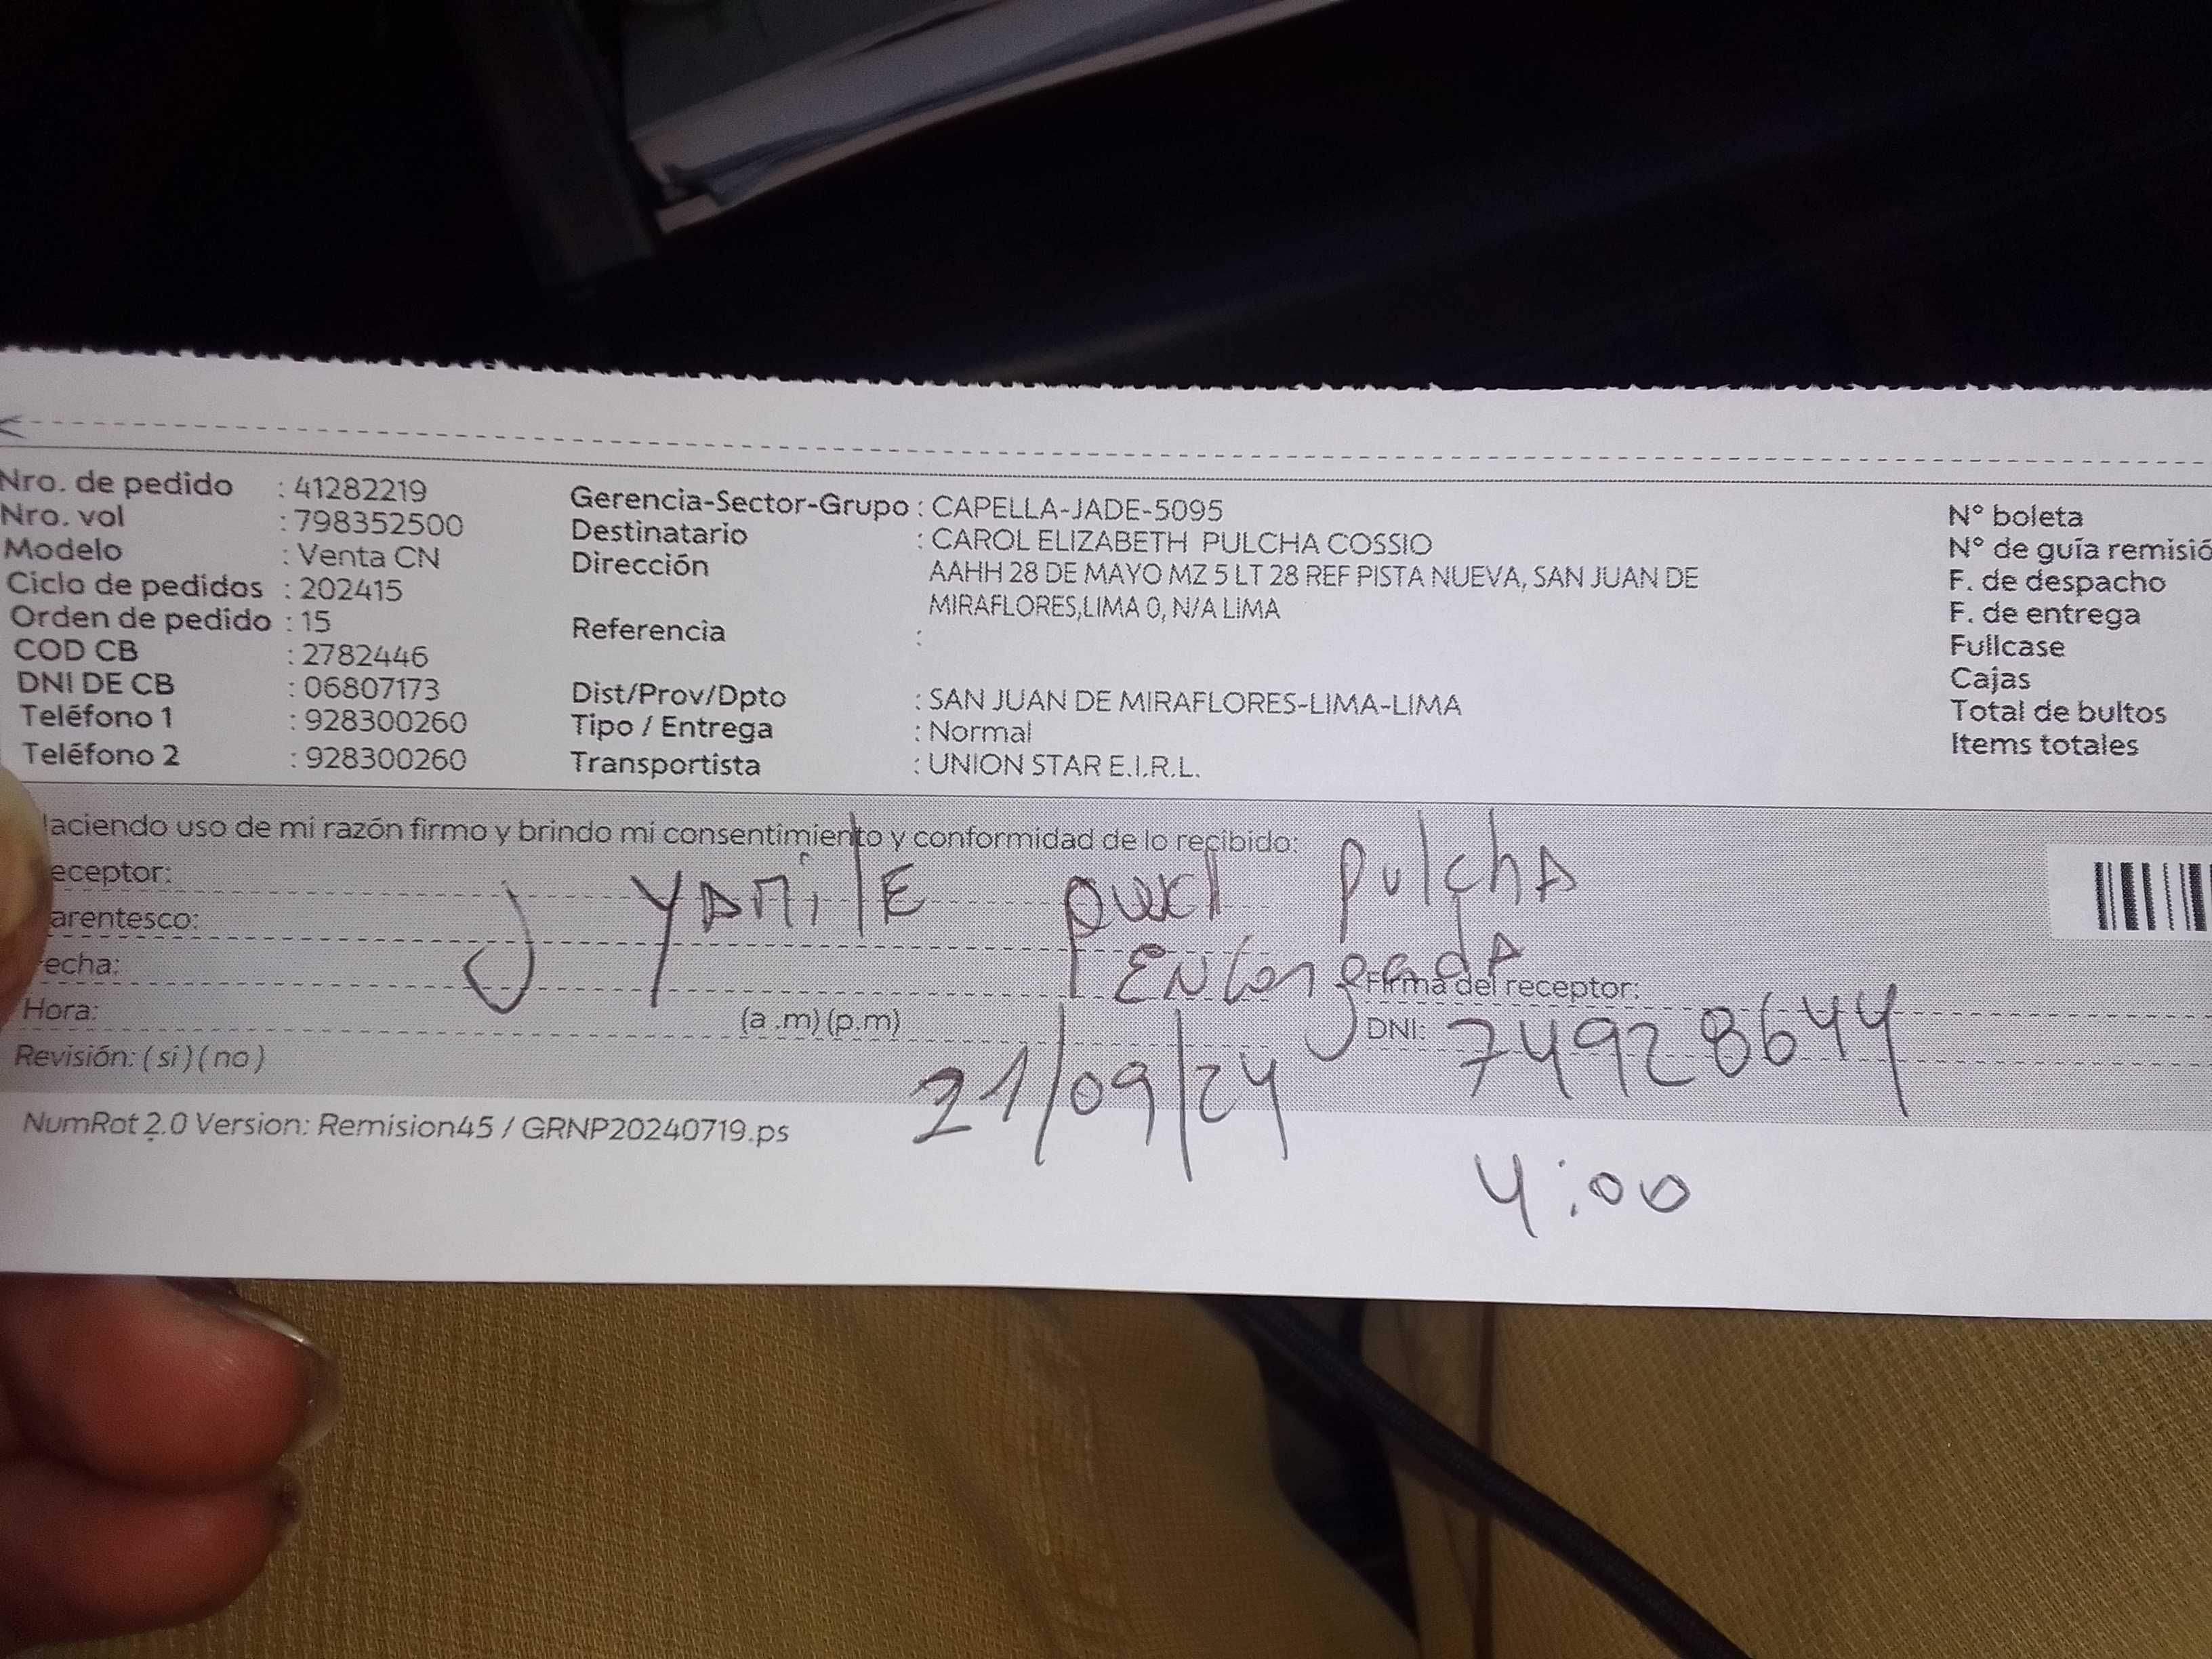 Nro. de pedido : 41282219
Nro. vol : 798352500
Modelo : Venta CN
Ciclo de pedidos : 202415
Orden de pedido : 15
COD CB : 2782446
DNI DE CB : 06807173
Teléfono 1 : 928300260
Teléfono 2 : 928300260
Gerencia-Sector-Grupo : CAPELLA-JADE-5095
Destinatario : CAROL ELIZABETH PULCHA COSSIO
Dirección AAHH 28 DE MAYO MZ 5 LT 28 REF PISTA NUEVA, SAN JUAN DE
MIRAFLORES,LIMA 0, N/A LIMA
Referencia :
Dist/Prov/Dpto : SAN JUAN DE MIRAFLORES-LIMA-LIMA
Tipo / Entrega : Normal
Transportista : UNION STAR E.I.R.L.
N° boleta
N° de guía remisió
F. de despacho
F. de entrega
Fullcase
Cajas
Total de bultos
Items totales
aciendo uso de mi razón firmo y brindo mi consentimiento y conformidad de lo recibido:
eceptor: J YAMILE PULCHA
arentesco:
echa:
Firma del receptor:
Hora: (a .m) (p.m)
DNI: 74928644
Revisión: ( si ) ( no )
21/09/24
NumRot 2.0 Version: Remision45 / GRNP20240719.ps
4:00